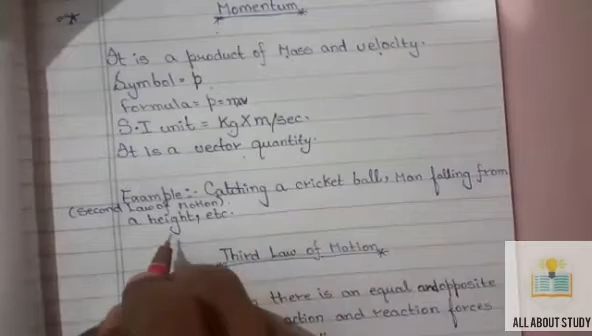 Momentum
It is a product of Mass and velocity.
Symbol = p
formula = p = mv
S.I unit = Kg X m/sec.
It is a vector quantity.
Example:- Catching a cricket ball, Man falling from
(Second Law of Motion)
a height, etc.
Third Law of Motion
there is an equal and opposite
action and reaction forces
ALL ABOUT STUDY